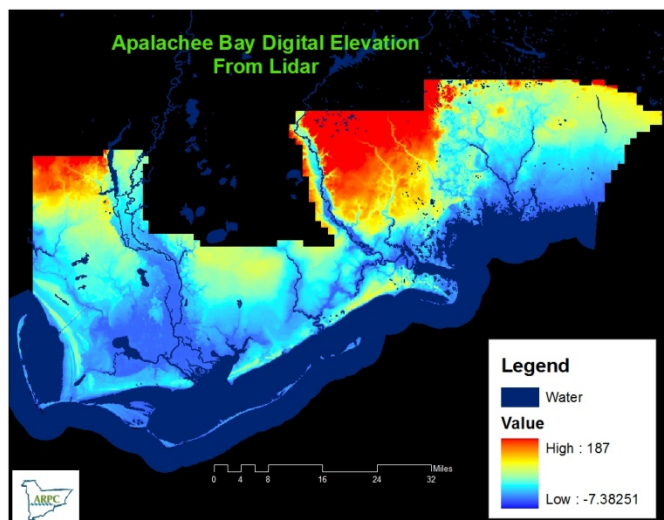 Apalachee Bay Digital Elevation
From Lidar
Legend
Water
Value
High : 187
Low : -7.38251
Miles
0 4 8 16 24 32
ARPC